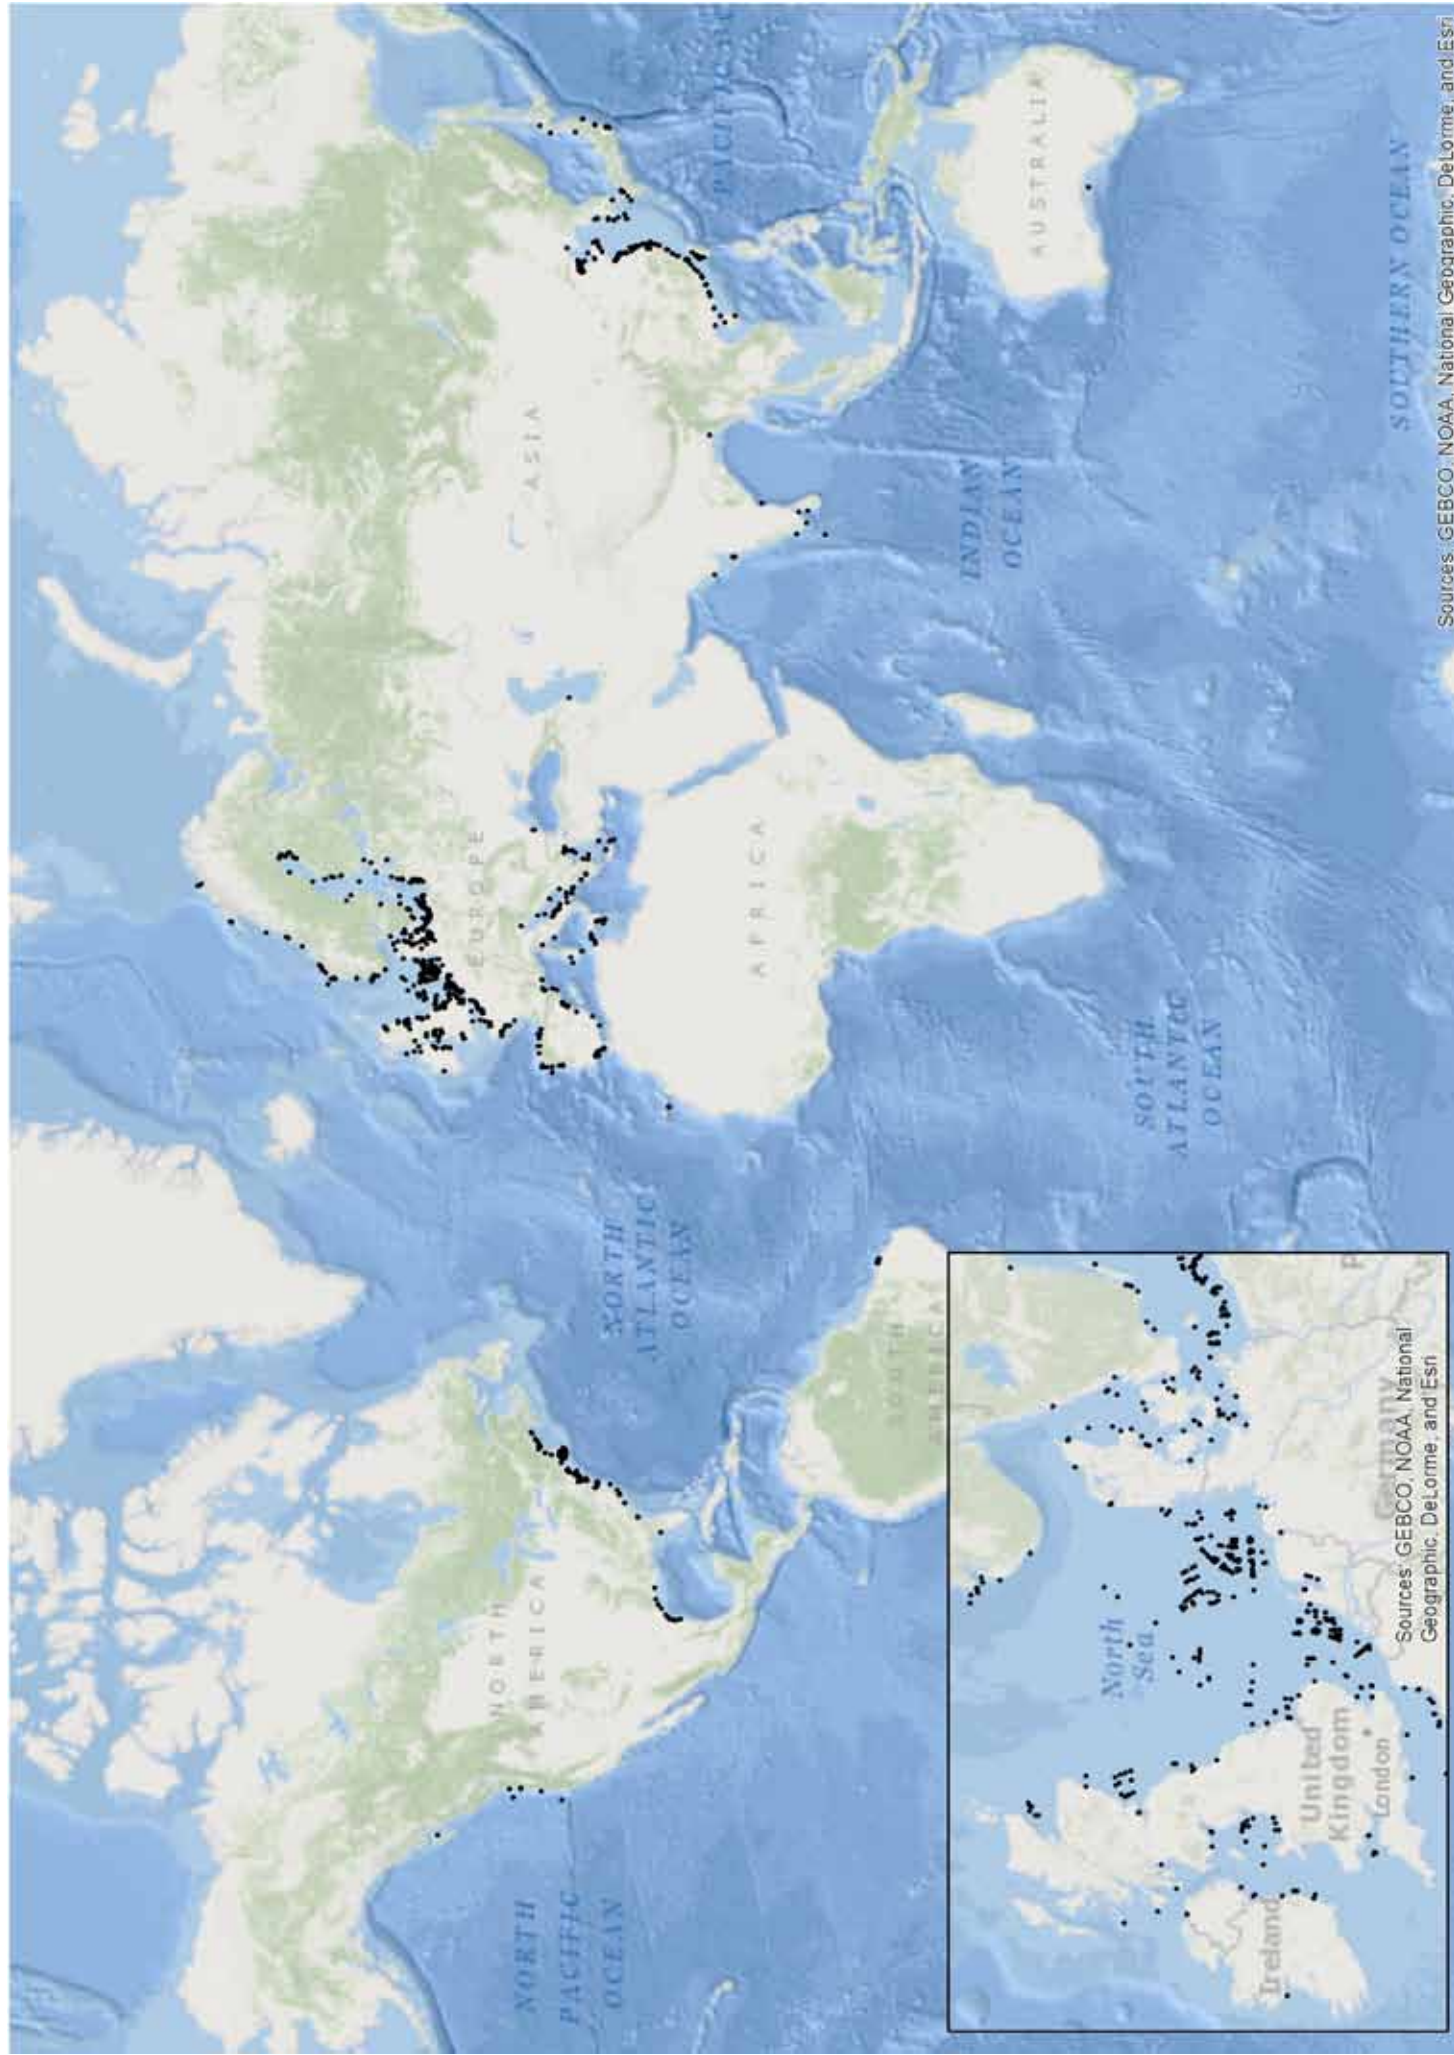 NORTH
PACIFIC
OCEAN
NORTH
AMERICA
NORTH
ATLANTIC
OCEAN
SOUTH
AMERICA
SOUTH
ATLANTIC
OCEAN
EUROPE
AFRICA
ASIA
INDIAN
OCEAN
PACIFIC
AUSTRALIA
SOUTHERN OCEAN
Sources: GEBCO, NOAA, National Geographic, DeLorme, and Esri
North
Sea
Ireland
United
Kingdom
London
Germany
Sources: GEBCO, NOAA, National
Geographic, DeLorme, and Esri